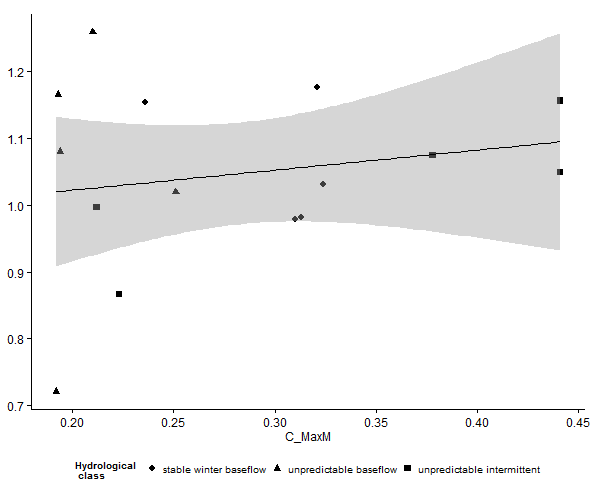 1.2
1.1
1.0
0.9
0.8
0.7
0.20 0.25 0.30 0.35 0.40 0.45
C_MaxM
Hydrological
class
stable winter baseflow unpredictable baseflow unpredictable intermittent